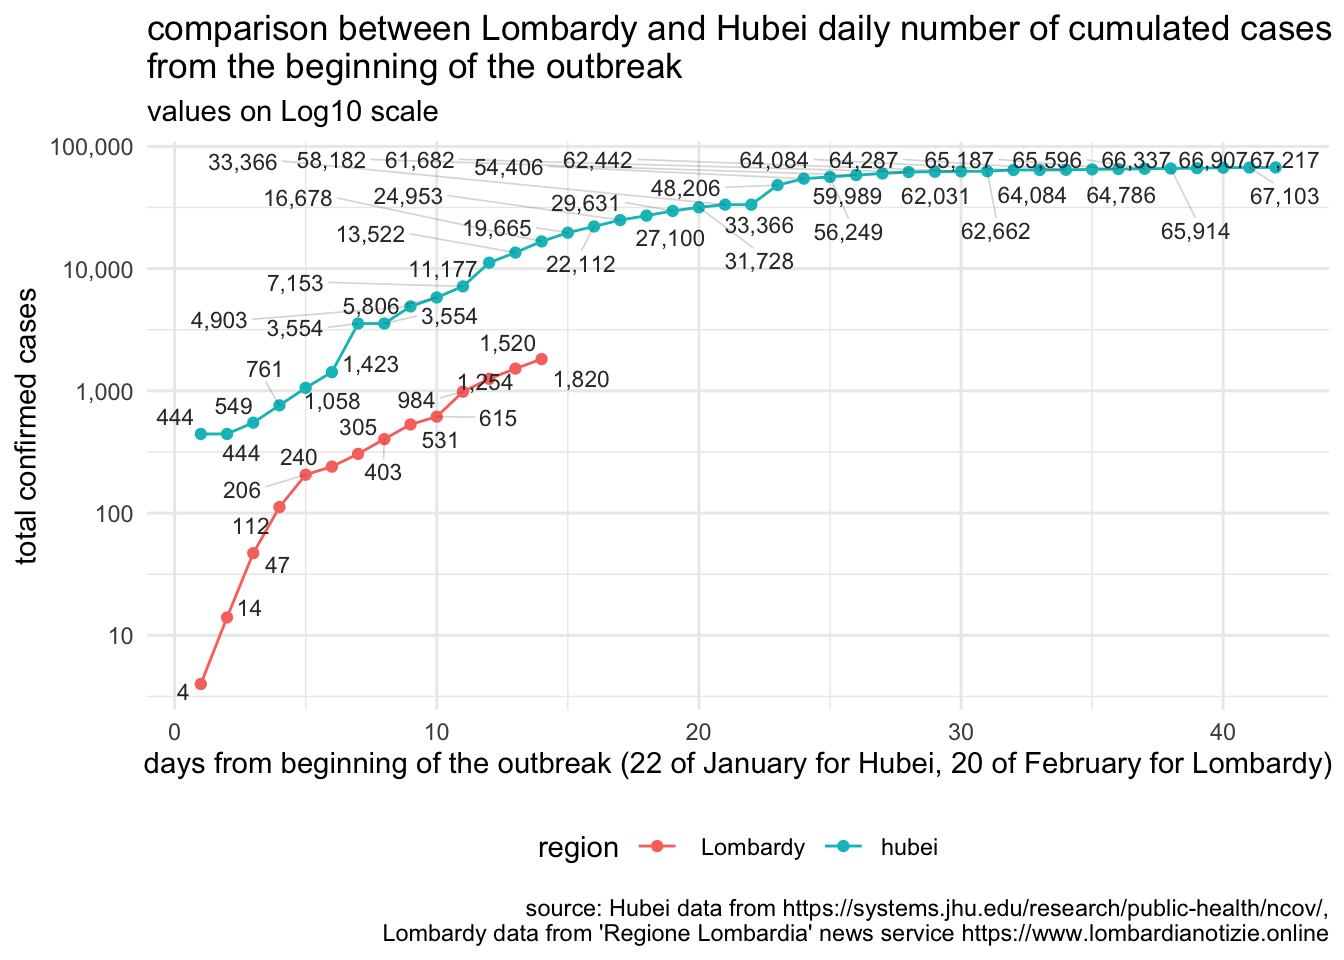 comparison between Lombardy and Hubei daily number of cumulated cases
from the beginning of the outbreak
values on Log10 scale
total confirmed cases
100,000
10,000
1,000
100
10
33,366 58,182 61,682 54,406 62,442 64,084 64,287 65,187 65,596 66,337 66,907 67,217
16,678 24,953 29,631 48,206 59,989 62,031 64,084 64,786 67,103
13,522 19,665 27,100 33,366 56,249 62,662 65,914
7,153 11,177 22,112 31,728
4,903 3,554 5,806 3,554
761 1,423 1,520
444 549 1,058 984 1,254 1,820
444 240 305 531 615
206 403
112
47
14
4
0 10 20 30 40
days from beginning of the outbreak (22 of January for Hubei, 20 of February for Lombardy)
region Lombardy hubei
source: Hubei data from https://systems.jhu.edu/research/public-health/ncov/,
Lombardy data from 'Regione Lombardia' news service https://www.lombardianotizie.online